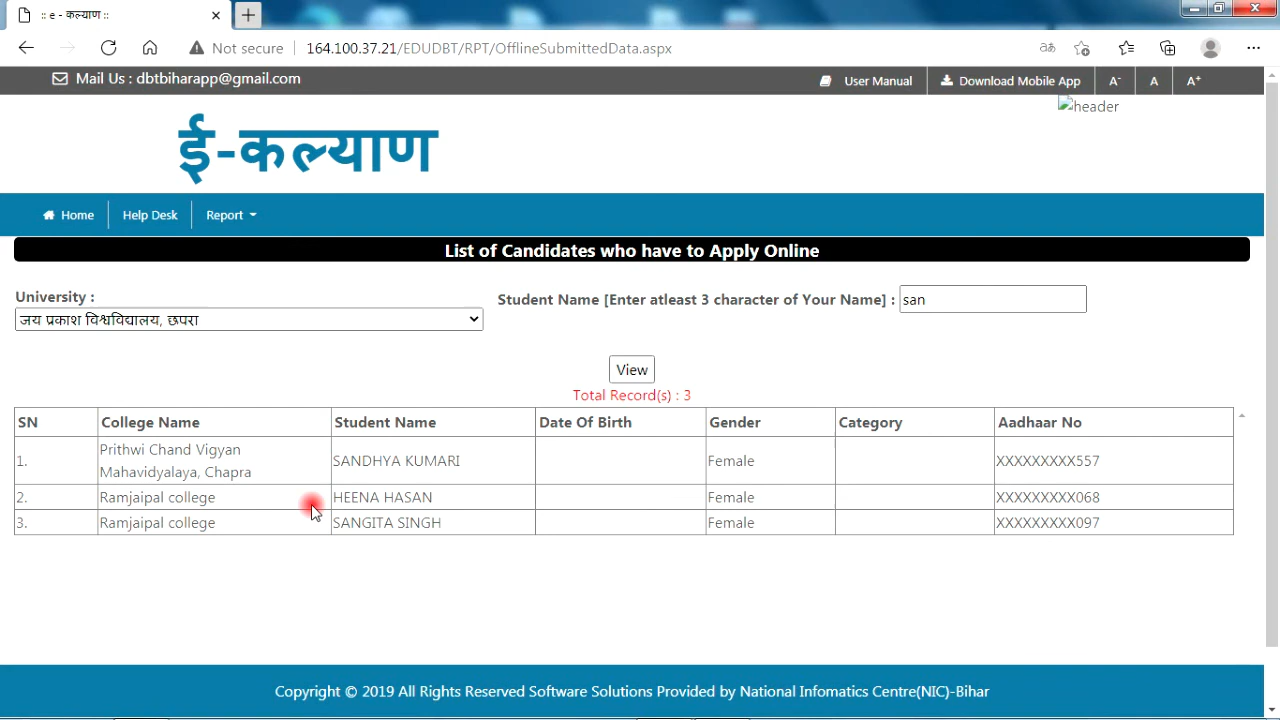 :: e - कल्याण ::
Not secure 164.100.37.21/EDUDBT/RPT/OfflineSubmittedData.aspx
Mail Us : dbtbiharapp@gmail.com User Manual Download Mobile App A- A A+
header
ई-कल्याण
Home Help Desk Report
List of Candidates who have to Apply Online
University : Student Name [Enter atleast 3 character of Your Name] : san
जय प्रकाश विश्वविद्यालय, छपरा
View
Total Record(s) : 3
SN College Name Student Name Date Of Birth Gender Category Aadhaar No
1. Prithwi Chand Vigyan Mahavidyalaya, Chapra SANDHYA KUMARI Female XXXXXXXXX557
2. Ramjaipal college HEENA HASAN Female XXXXXXXXX068
3. Ramjaipal college SANGITA SINGH Female XXXXXXXXX097
Copyright © 2019 All Rights Reserved Software Solutions Provided by National Infomatics Centre(NIC)-Bihar